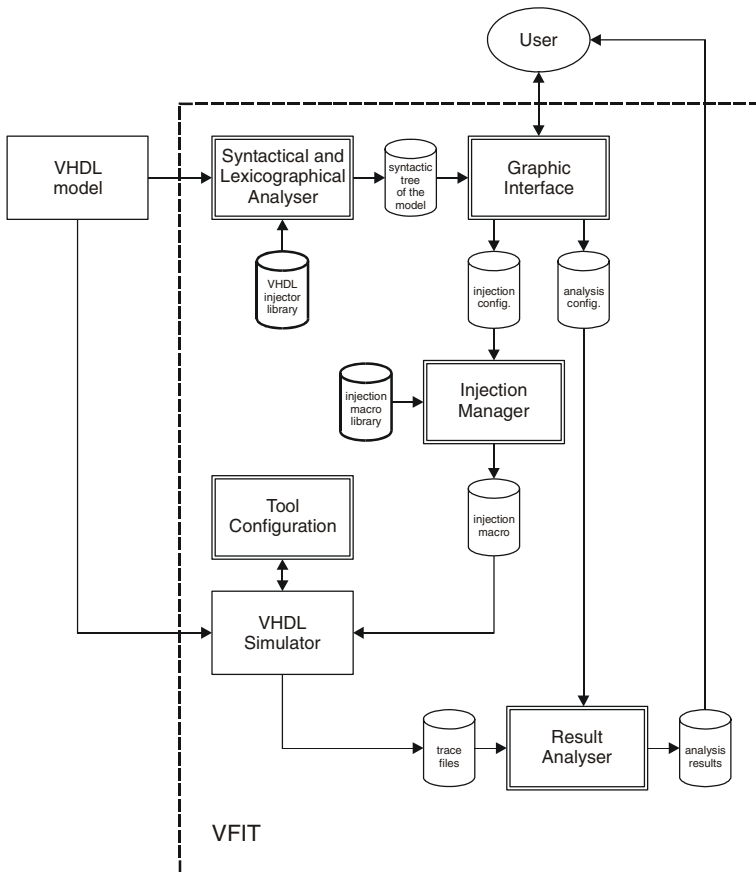 User
VHDL
model
Syntactical and
Lexicographical
Analyser
syntactic
tree
of the
model
Graphic
Interface
VHDL
injector
library
injection
config.
analysis
config.
injection
macro
library
Injection
Manager
Tool
Configuration
injection
macro
VHDL
Simulator
trace
files
Result
Analyser
analysis
results
VFIT